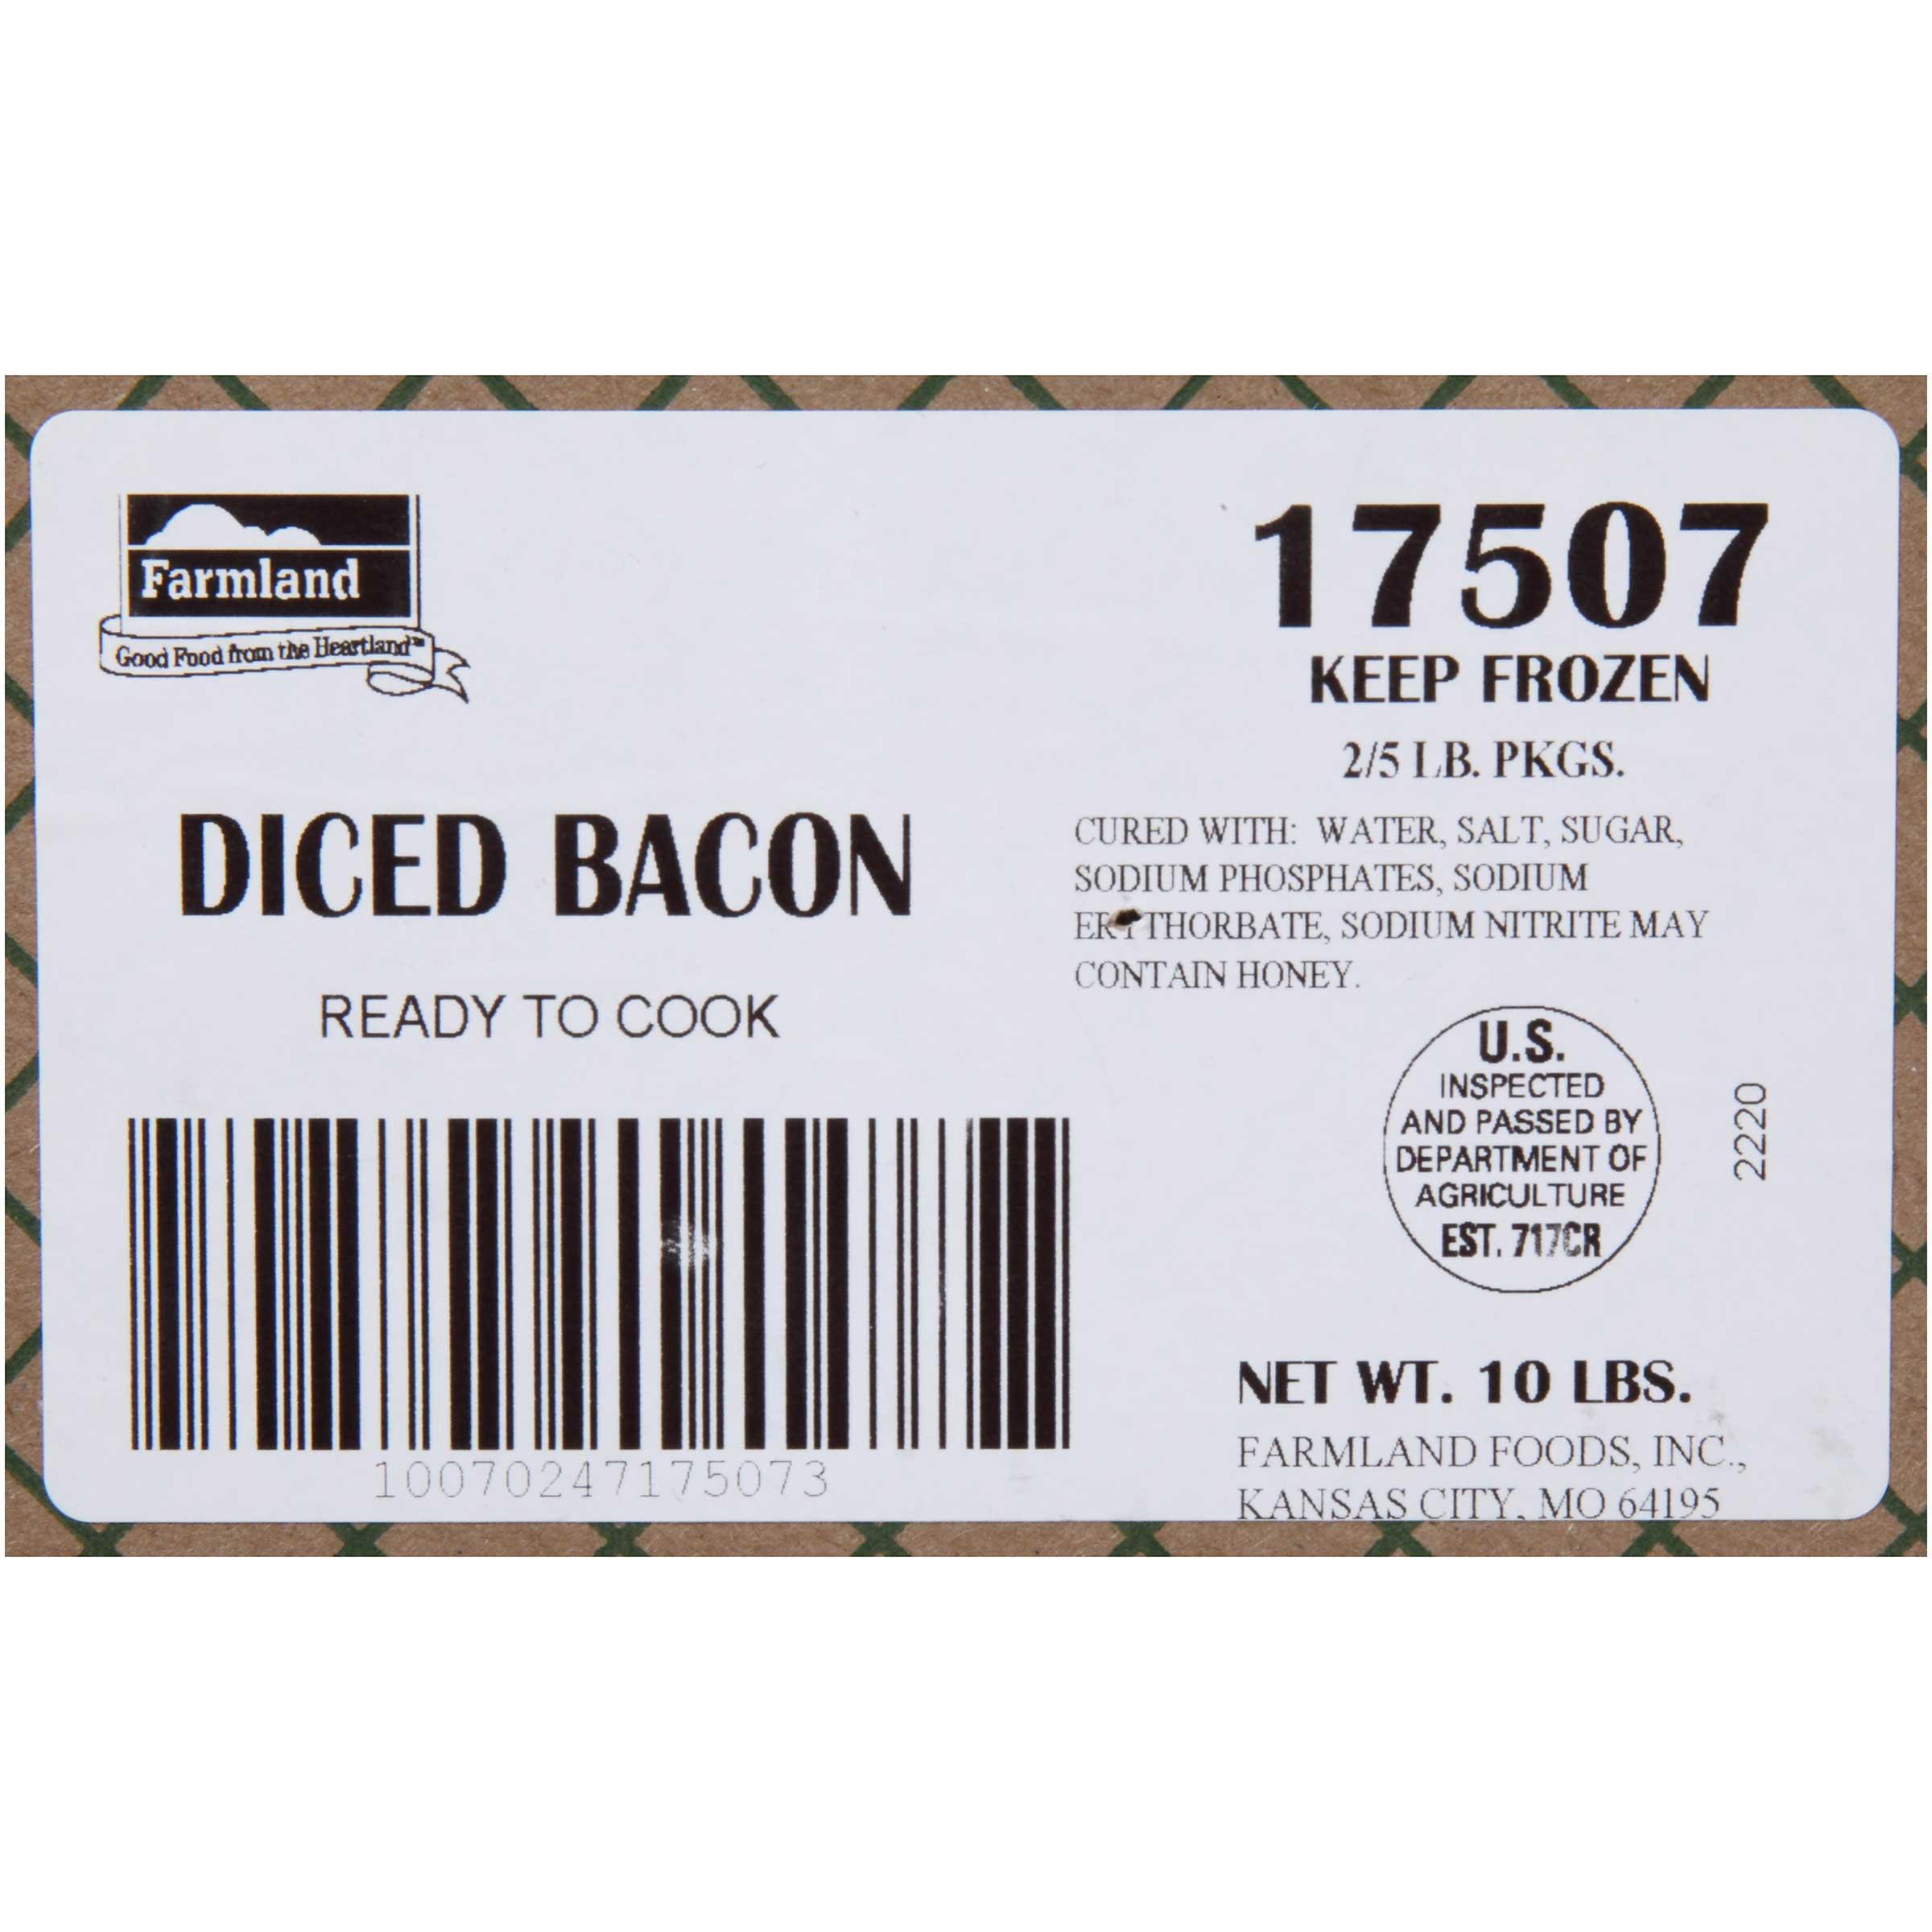 Farmland
Good Food from the Heartland™
17507
KEEP FROZEN
2/5 LB. PKGS.
DICED BACON
READY TO COOK
CURED WITH: WATER, SALT, SUGAR,
SODIUM PHOSPHATES, SODIUM
ERYTHORBATE, SODIUM NITRITE MAY
CONTAIN HONEY.
U.S.
INSPECTED
AND PASSED BY
DEPARTMENT OF
AGRICULTURE
EST. 717CR
2220
10070247175073
NET WT. 10 LBS.
FARMLAND FOODS, INC.,
KANSAS CITY, MO 64195